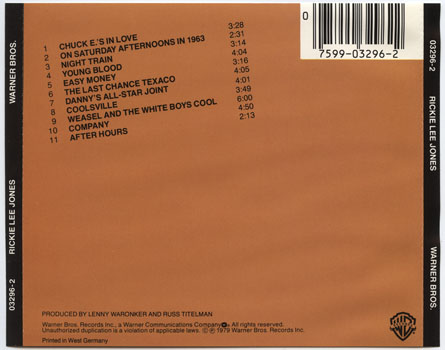 WARNER BROS.
RICKIE LEE JONES
03296-2
1 CHUCK E.'S IN LOVE 3:28
2 ON SATURDAY AFTERNOONS IN 1963 2:31
3 NIGHT TRAIN 3:14
4 YOUNG BLOOD 4:04
5 EASY MONEY 3:16
6 THE LAST CHANCE TEXACO 4:05
7 DANNY'S ALL-STAR JOINT 4:01
8 COOLSVILLE 3:49
9 WEASEL AND THE WHITE BOYS COOL 6:00
10 COMPANY 4:50
11 AFTER HOURS 2:13
0
7599-03296-2
PRODUCED BY LENNY WARONKER AND RUSS TITELMAN
Warner Bros. Records Inc., a Warner Communications Company. All rights reserved.
Unauthorized duplication is a violation of applicable laws. ©℗1979 Warner Bros. Records Inc.
Printed in West Germany
WB
03296-2
RICKIE LEE JONES
WARNER BROS.